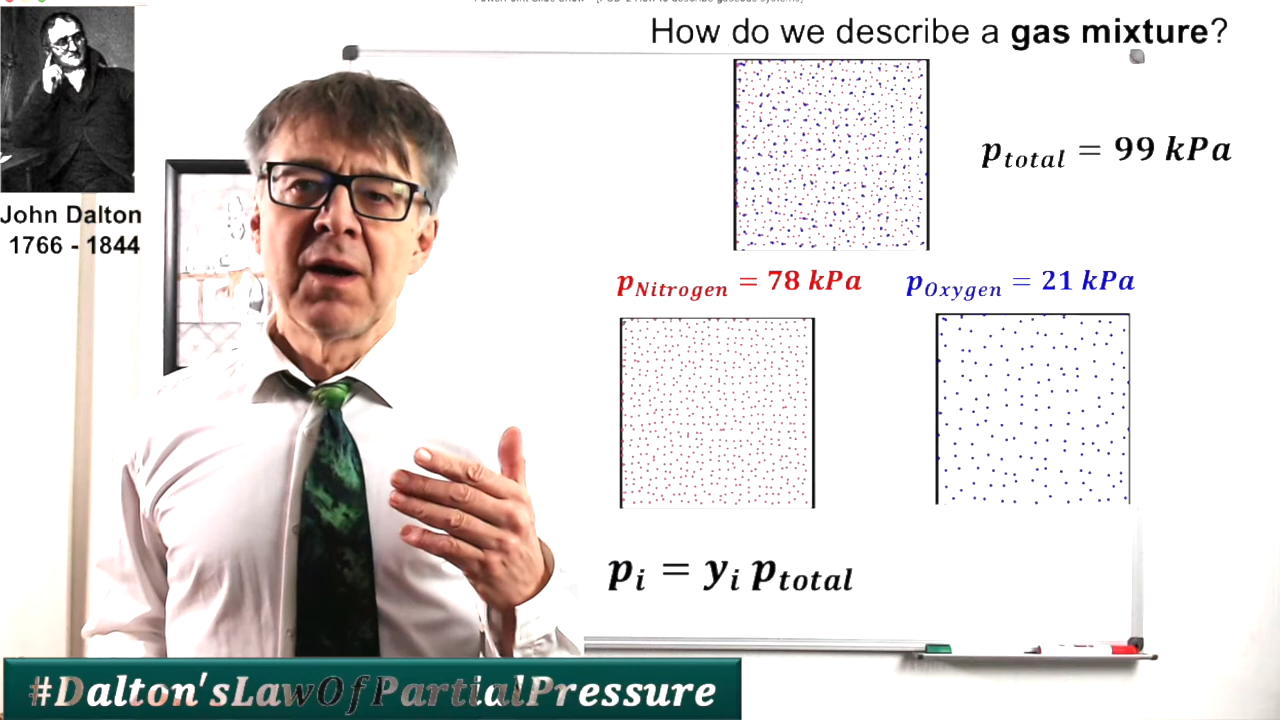 How do we describe a gas mixture?
p_total = 99 kPa
John Dalton
1766 - 1844
p_Nitrogen = 78 kPa
p_Oxygen = 21 kPa
p_i = y_i p_total
#Dalton'sLawOfPartialPressure